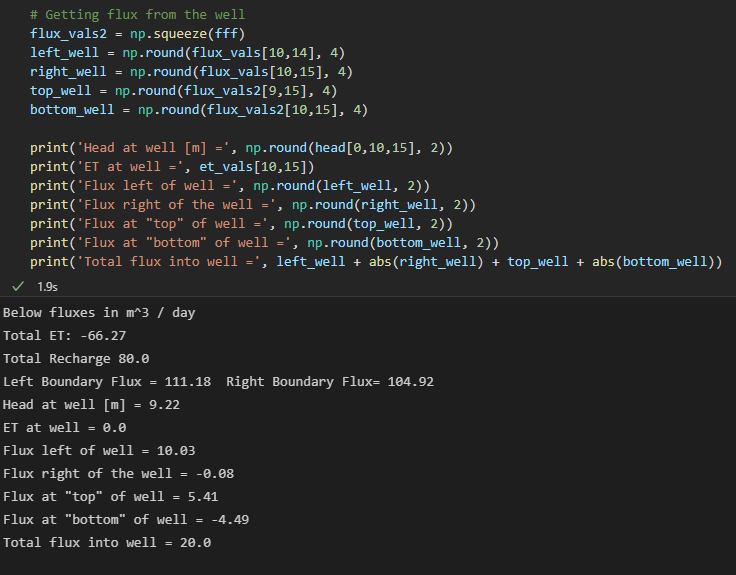 # Getting flux from the well
flux_vals2 = np.squeeze(fff)
left_well = np.round(flux_vals[10,14], 4)
right_well = np.round(flux_vals[10,15], 4)
top_well = np.round(flux_vals2[9,15], 4)
bottom_well = np.round(flux_vals2[10,15], 4)
print('Head at well [m] =', np.round(head[0,10,15], 2))
print('ET at well =', et_vals[10,15])
print('Flux left of well =', np.round(left_well, 2))
print('Flux right of the well =', np.round(right_well, 2))
print('Flux at "top" of well =', np.round(top_well, 2))
print('Flux at "bottom" of well =', np.round(bottom_well, 2))
print('Total flux into well =', left_well + abs(right_well) + top_well + abs(bottom_well))
✓ 1.9s
Below fluxes in m^3 / day
Total ET: -66.27
Total Recharge 80.0
Left Boundary Flux = 111.18  Right Boundary Flux= 104.92
Head at well [m] = 9.22
ET at well = 0.0
Flux left of well = 10.03
Flux right of the well = -0.08
Flux at "top" of well = 5.41
Flux at "bottom" of well = -4.49
Total flux into well = 20.0